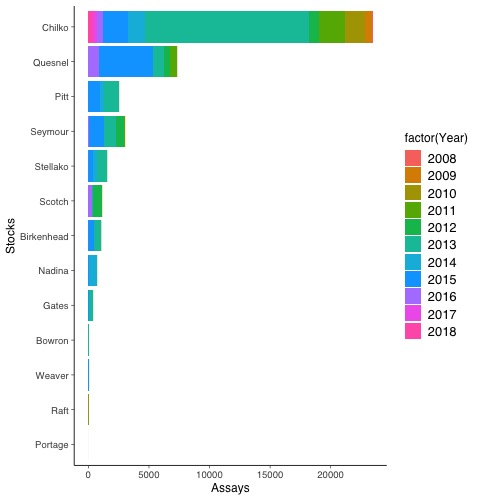 Chilko
Quesnel
Pitt
Seymour
Stellako
Scotch
Birkenhead
Nadina
Gates
Bowron
Weaver
Raft
Portage
Stocks
0 5000 10000 15000 20000
Assays
factor(Year)
2008
2009
2010
2011
2012
2013
2014
2015
2016
2017
2018